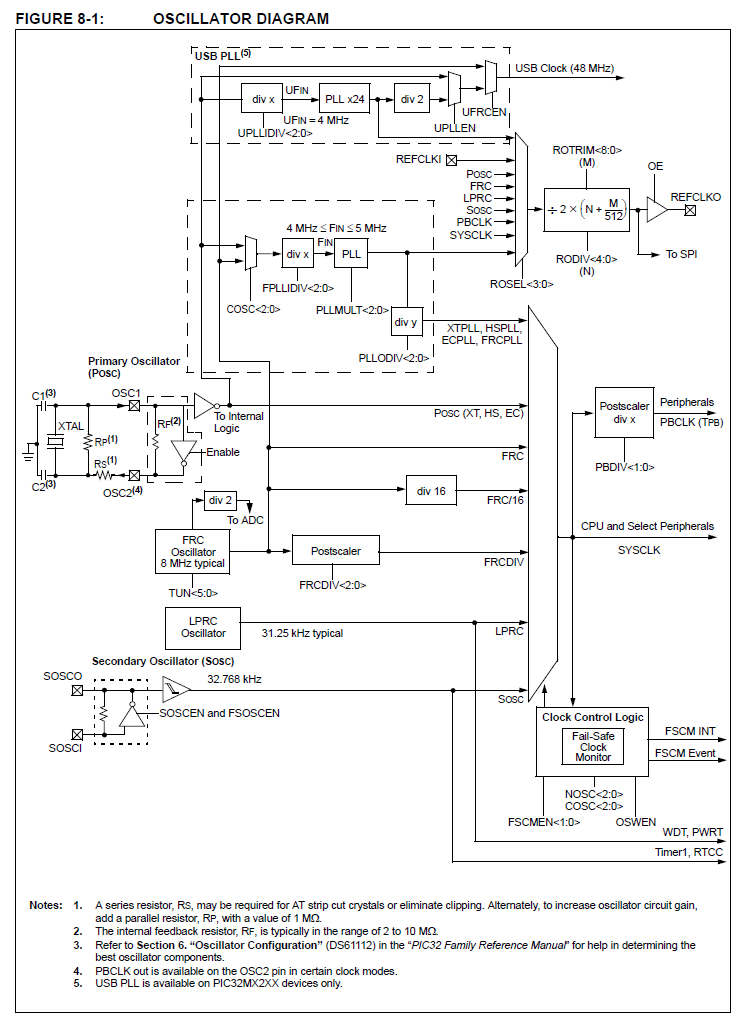 FIGURE 8-1: OSCILLATOR DIAGRAM
USB PLL(5)
USB Clock (48 MHz)
div x
UFIN
PLL x24
div 2
UFIN = 4 MHz
UFRCEN
UPLLIDIV<2:0>
UPLLEN
REFCLKI
POSC
FRC
LPRC
SOSC
PBCLK
SYSCLK
ROTRIM<8:0>
(M)
OE
REFCLKO
÷ 2 × (N + M/512)
To SPI
RODIV<4:0>
(N)
ROSEL<3:0>
4 MHz ≤ FIN ≤ 5 MHz
FIN
div x
PLL
FPLLIDIV<2:0>
COSC<2:0>
PLLMULT<2:0>
div y
XTPLL, HSPLL,
ECPLL, FRCPLL
PLLODIV<2:0>
Primary Oscillator
(POSC)
C1(3)
OSC1
XTAL
RP(1)
RF(2)
To Internal
Logic
POSC (XT, HS, EC)
Postscaler
div x
Peripherals
PBCLK (TPB)
RS(1)
Enable
C2(3)
OSC2(4)
FRC
PBDIV<1:0>
div 2
To ADC
div 16
FRC/16
CPU and Select Peripherals
SYSCLK
FRC
Oscillator
8 MHz typical
Postscaler
FRCDIV
TUN<5:0>
FRCDIV<2:0>
LPRC
Oscillator
31.25 kHz typical
LPRC
Secondary Oscillator (SOSC)
SOSCO
32.768 kHz
SOSC
SOSCEN and FSOSCEN
SOSCI
Clock Control Logic
Fail-Safe
Clock
Monitor
FSCM INT
FSCM Event
NOSC<2:0>
COSC<2:0>
FSCMEN<1:0>
OSWEN
WDT, PWRT
Timer1, RTCC
Notes: 1. A series resistor, RS, may be required for AT strip cut crystals or eliminate clipping. Alternately, to increase oscillator circuit gain,
add a parallel resistor, RP, with a value of 1 MΩ.
2. The internal feedback resistor, RF, is typically in the range of 2 to 10 MΩ.
3. Refer to Section 6. “Oscillator Configuration” (DS61112) in the “PIC32 Family Reference Manual” for help in determining the
best oscillator components.
4. PBCLK out is available on the OSC2 pin in certain clock modes.
5. USB PLL is available on PIC32MX2XX devices only.